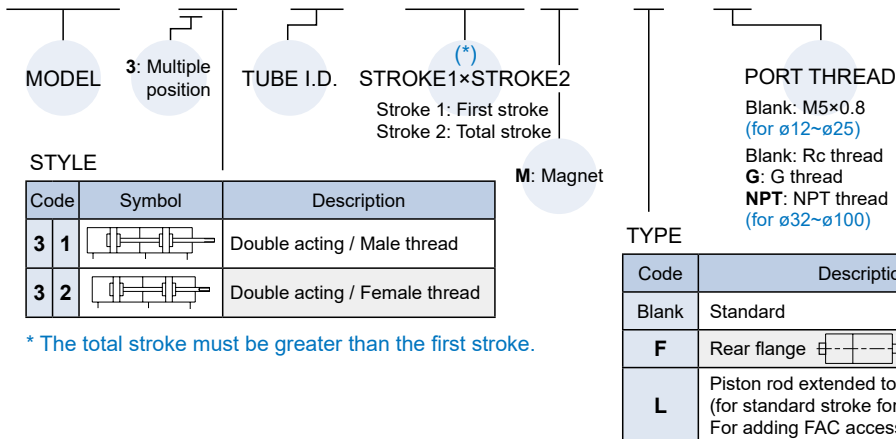 MODEL
3: Multiple
position
TUBE I.D.
(*)
STROKE1×STROKE2
Stroke 1: First stroke
Stroke 2: Total stroke
M: Magnet
PORT THREAD
Blank: M5×0.8
(for ø12~ø25)
Blank: Rc thread
G: G thread
NPT: NPT thread
(for ø32~ø100)
STYLE
Code Symbol Description
3 1 Double acting / Male thread
3 2 Double acting / Female thread
* The total stroke must be greater than the first stroke.
TYPE
Code
Blank Standard
F Rear flange
L Piston rod extended to
(for standard stroke for
For adding FAC